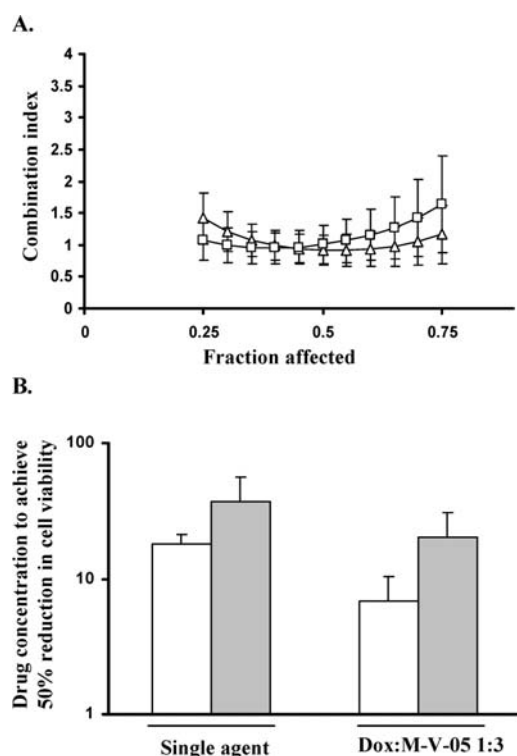 A.
4
3.5
3
2.5
2
1.5
1
0.5
0
Combination index
0
0.25
0.5
0.75
Fraction affected
B.
Drug concentration to achieve
50% reduction in cell viability
100
10
1
Single agent
Dox:M-V-05 1:3